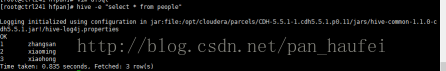 [root@cstor241 hfpan]# hive -e "select * from people"
Logging initialized using configuration in jar:file:/opt/cloudera/parcels/CDH-5.5.1-1.cdh5.5.1.p0.11/jars/hive-common-1.1.0-c
dh5.5.1.jar!/hive-log4j.properties
OK
1 zhangsan
2 xiaoming
3 xiaohong
Time taken: 0.835 seconds, Fetched: 3 row(s)
http://blog.csdn.net/pan_haufei